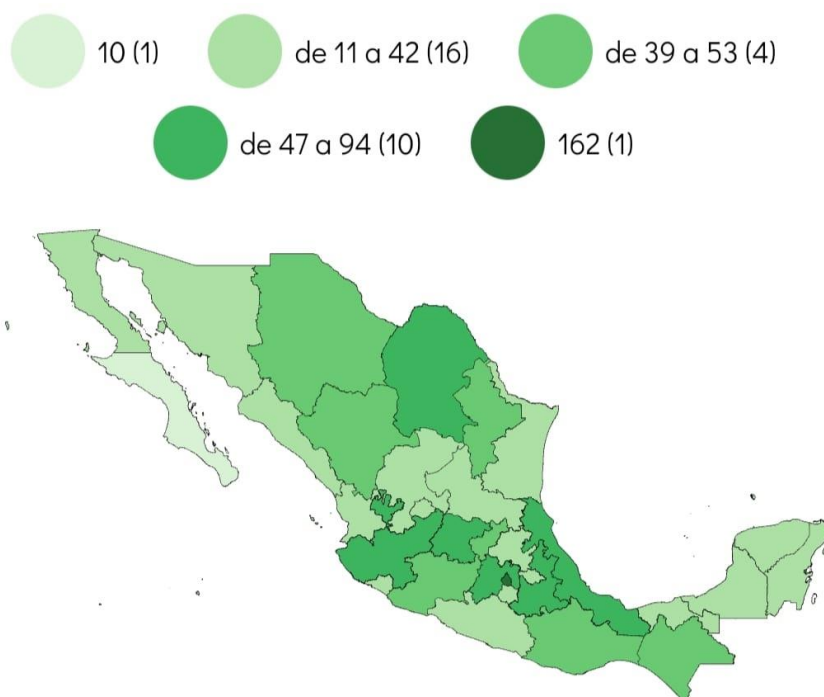 10 (1) de 11 a 42 (16) de 39 a 53 (4)
de 47 a 94 (10) 162 (1)